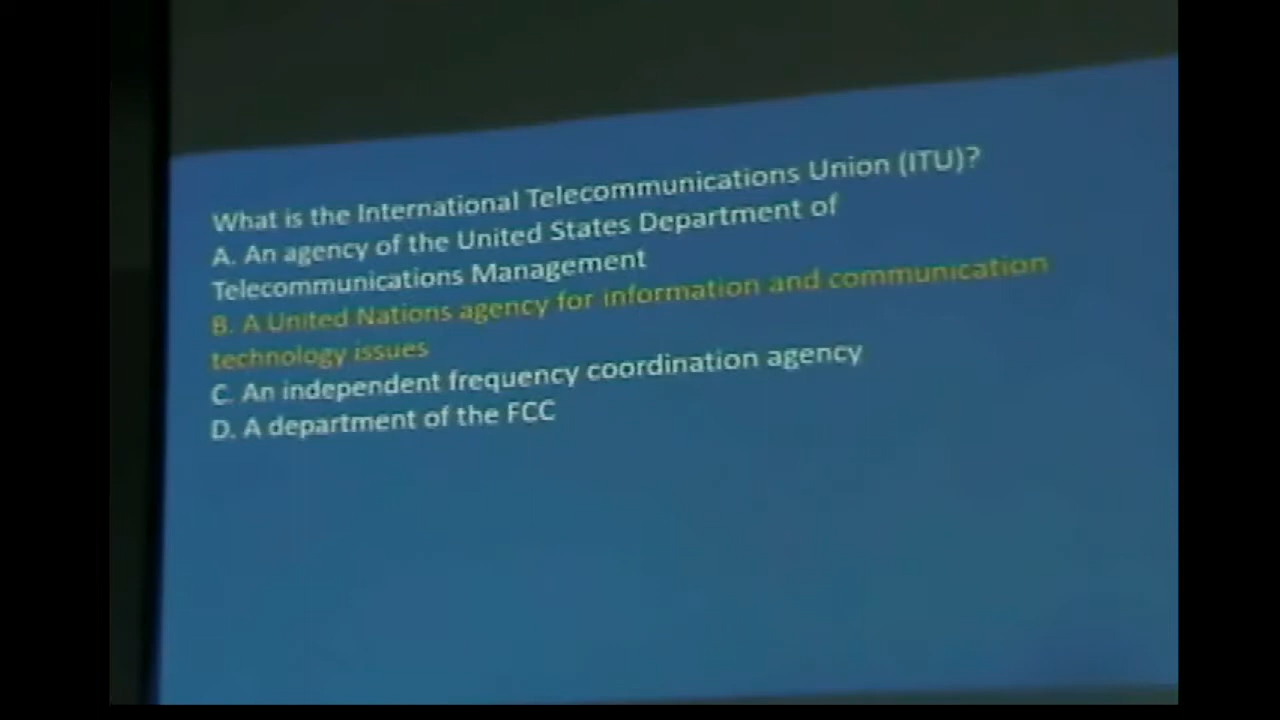 What is the International Telecommunications Union (ITU)?
A. An agency of the United States Department of
Telecommunications Management
B. A United Nations agency for information and communication
technology issues
C. An independent frequency coordination agency
D. A department of the FCC